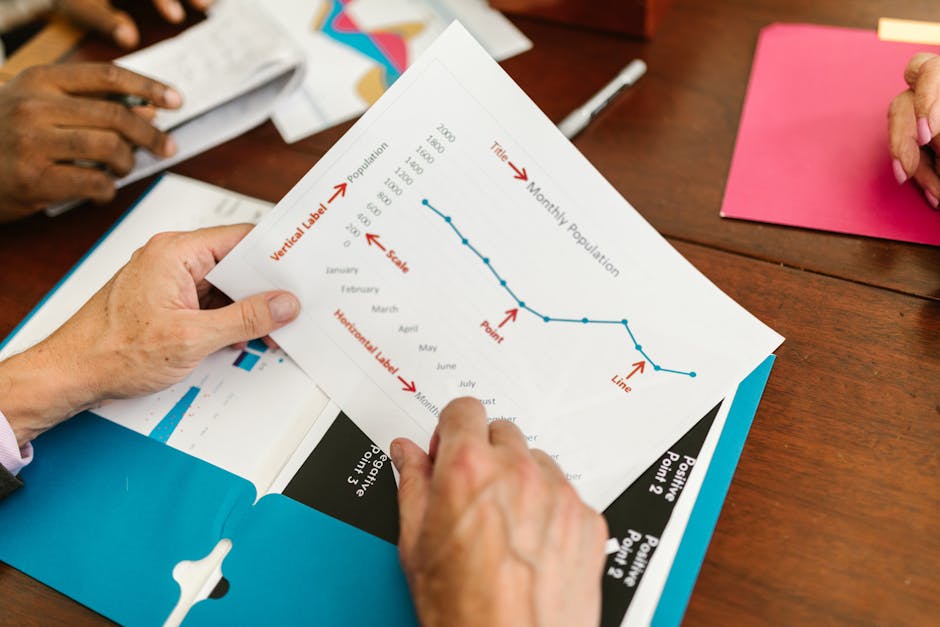 Title
Monthly Population
Vertical Label
Population
2000
1800
1600
1400
1200
1000
800
600
400
200
0
Scale
Point
Line
January
February
March
April
May
June
July
Horizontal Label
Months
Negative
Point 3
Positive
Point 2
Positive
Point 2